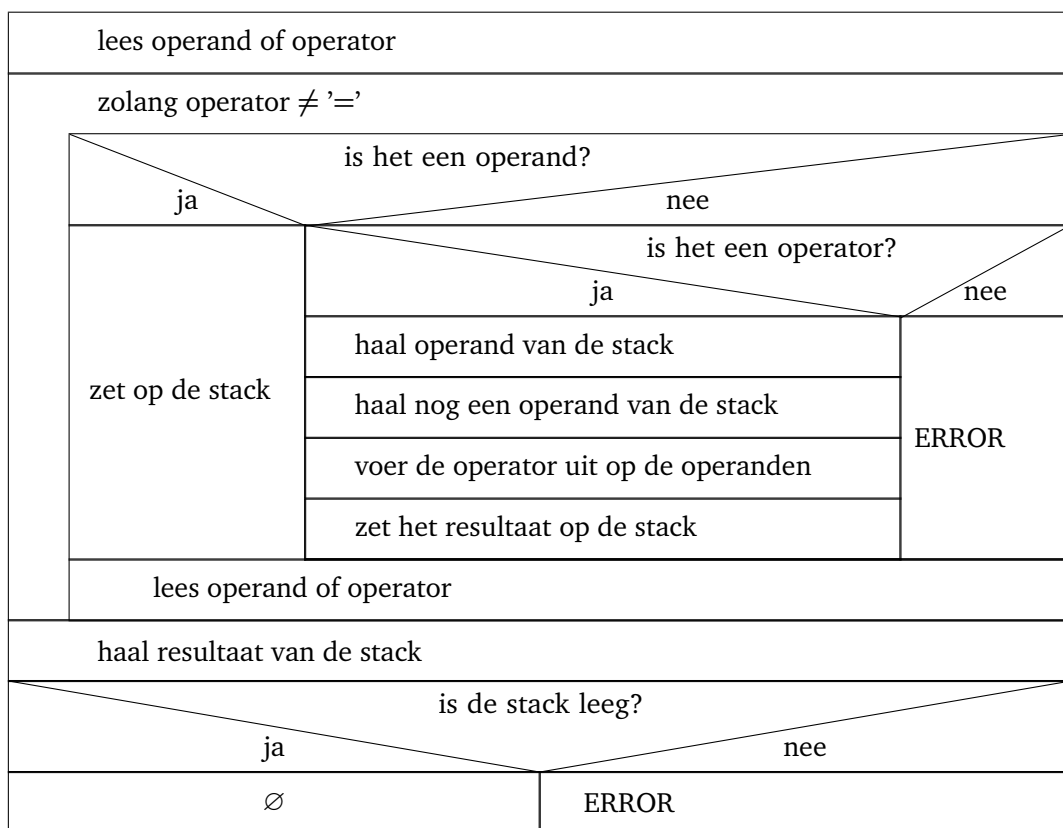 lees operand of operator
zolang operator ≠ ’=’
is het een operand?
ja
nee
is het een operator?
ja
nee
zet op de stack
haal operand van de stack
haal nog een operand van de stack
voer de operator uit op de operanden
zet het resultaat op de stack
ERROR
lees operand of operator
haal resultaat van de stack
is de stack leeg?
ja
nee
∅
ERROR